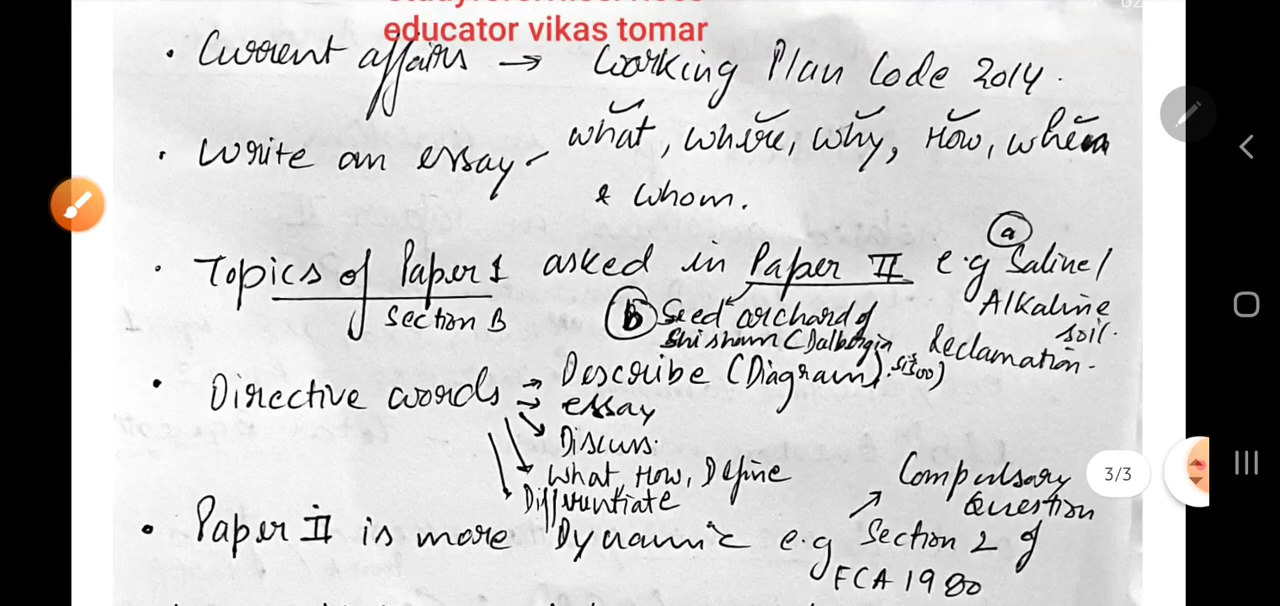 educator vikas tomar
• Current affairs → Working Plan Code 2014.
• Write an essay - what, where, why, How, when
& whom.
• Topics of Paper 1 asked in Paper II e.g (a) Saline/
Section B
Alkaline soil.
Reclamation.
(b) Seed orchard of
Shisham (Dalbergia sissoo)
• Directive words → Describe (Diagram).
→ essay
Discuss.
What, How, Define
Differentiate
3/3
• Paper II is more Dynamic e.g Section 2 of
FCA 1980
Compulsory
Question